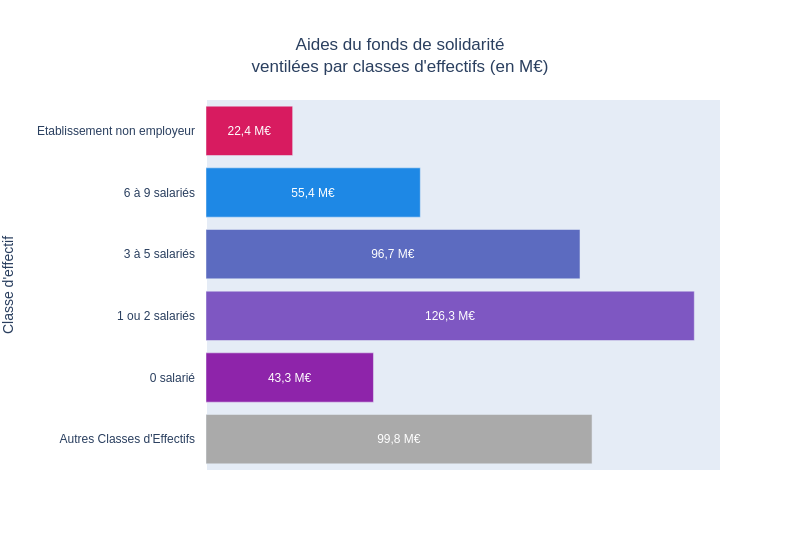 Aides du fonds de solidarité
ventilées par classes d'effectifs (en M€)
Classe d'effectif
Etablissement non employeur
22,4 M€
6 à 9 salariés
55,4 M€
3 à 5 salariés
96,7 M€
1 ou 2 salariés
126,3 M€
0 salarié
43,3 M€
Autres Classes d'Effectifs
99,8 M€